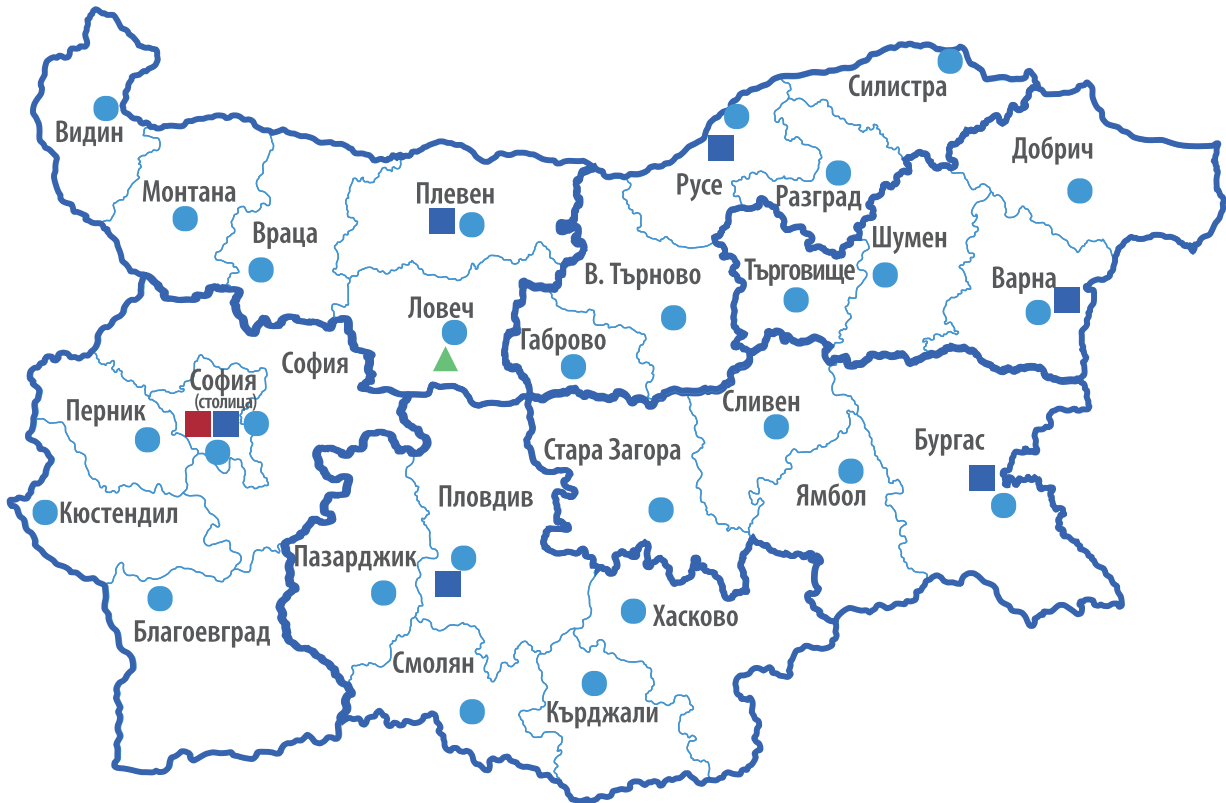 Силистра
Видин
Добрич
Монтана
Плевен
Русе
Разград
Враца
Шумен
В. Търново
Търговище
Варна
Ловеч
Габрово
София
София
(столица)
Перник
Сливен
Стара Загора
Бургас
Пловдив
Ямбол
Кюстендил
Пазарджик
Хасково
Благоевград
Смолян
Кърджали